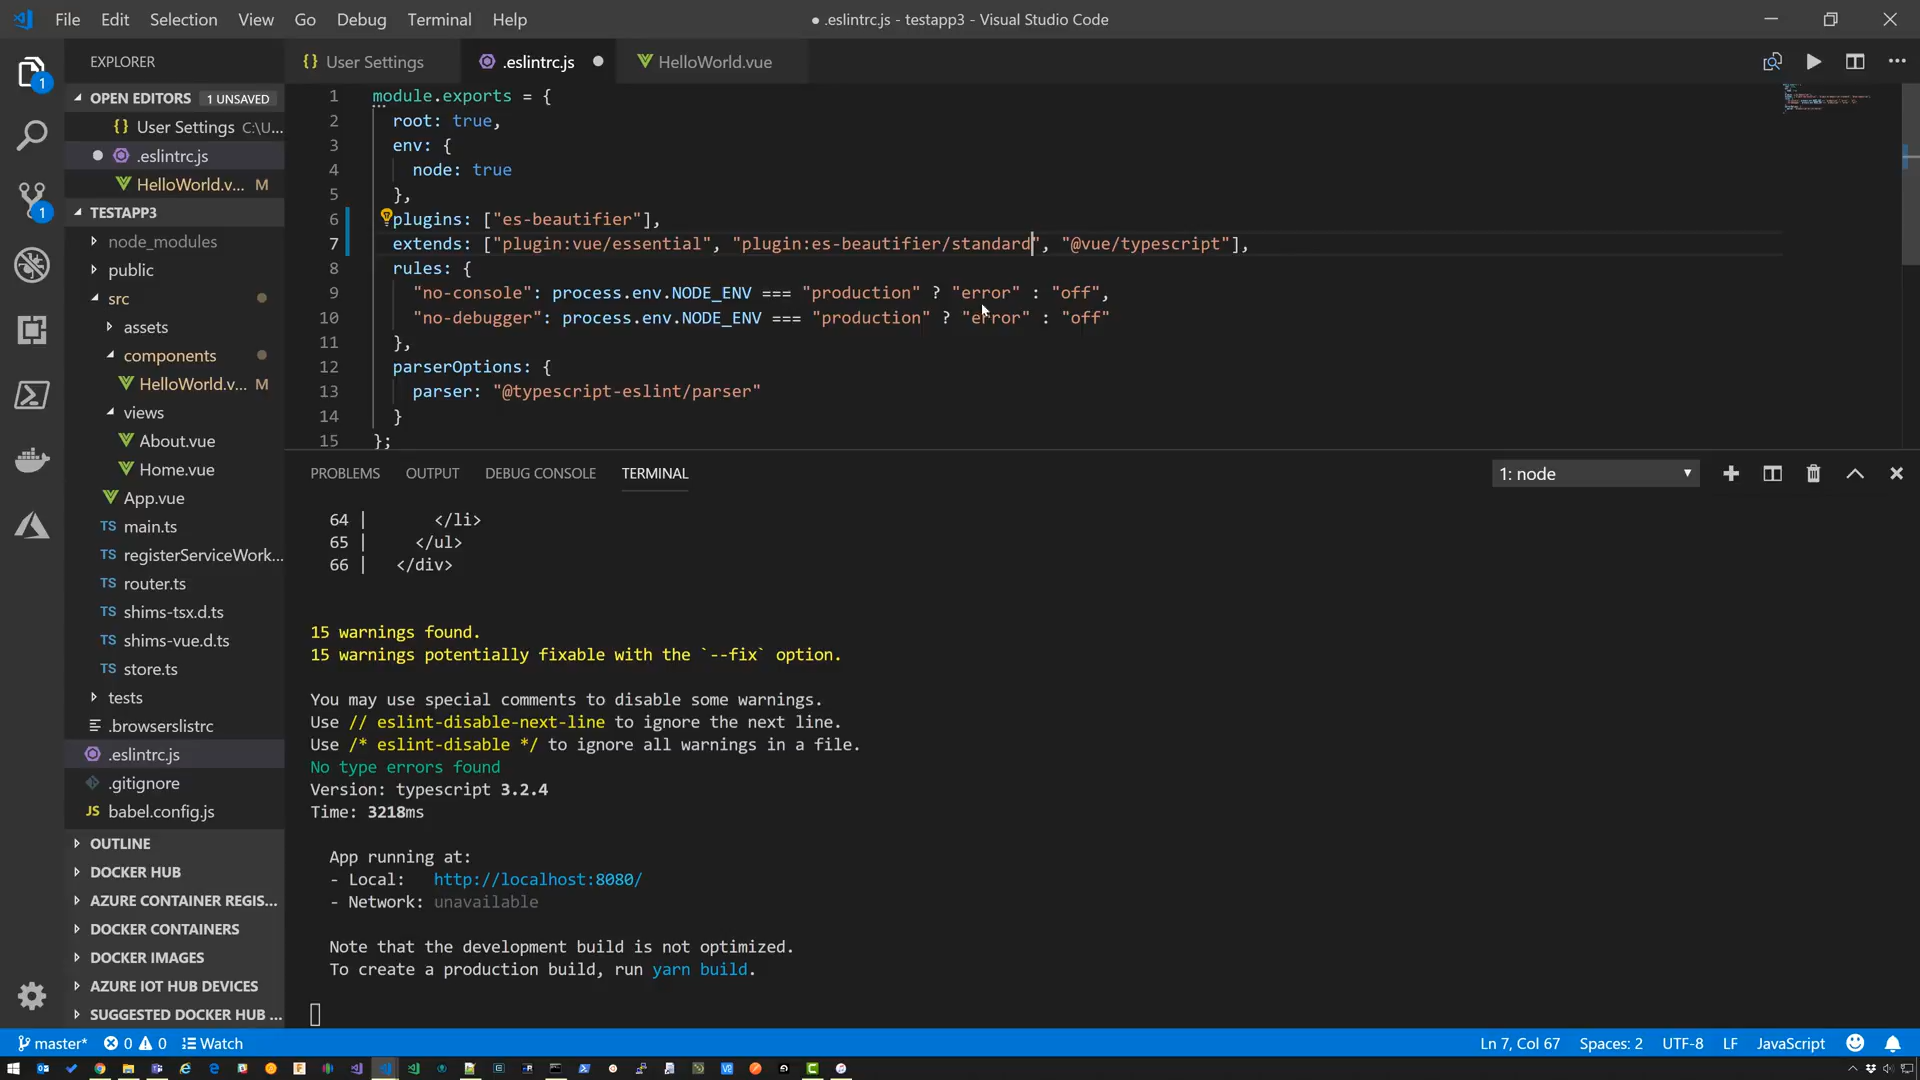 File Edit Selection View Go Debug Terminal Help
● .eslintrc.js - testapp3 - Visual Studio Code
EXPLORER
{} User Settings
.eslintrc.js
HelloWorld.vue
1
OPEN EDITORS 1 UNSAVED
{} User Settings C:\U...
.eslintrc.js
HelloWorld.v... M
1
TESTAPP3
node_modules
public
src
assets
components
HelloWorld.v... M
views
About.vue
Home.vue
App.vue
TS main.ts
TS registerServiceWork...
TS router.ts
TS shims-tsx.d.ts
TS shims-vue.d.ts
TS store.ts
tests
.browserslistrc
.eslintrc.js
.gitignore
JS babel.config.js
OUTLINE
DOCKER HUB
AZURE CONTAINER REGIS...
DOCKER CONTAINERS
DOCKER IMAGES
AZURE IOT HUB DEVICES
SUGGESTED DOCKER HUB ...
1 module.exports = {
2 root: true,
3 env: {
4 node: true
5 },
6 plugins: ["es-beautifier"],
7 extends: ["plugin:vue/essential", "plugin:es-beautifier/standard", "@vue/typescript"],
8 rules: {
9 "no-console": process.env.NODE_ENV === "production" ? "error" : "off",
10 "no-debugger": process.env.NODE_ENV === "production" ? "error" : "off"
11 },
12 parserOptions: {
13 parser: "@typescript-eslint/parser"
14 }
15 };
PROBLEMS OUTPUT DEBUG CONSOLE TERMINAL
1: node
64 | </li>
65 | </ul>
66 | </div>
15 warnings found.
15 warnings potentially fixable with the `--fix` option.
You may use special comments to disable some warnings.
Use // eslint-disable-next-line to ignore the next line.
Use /* eslint-disable */ to ignore all warnings in a file.
No type errors found
Version: typescript 3.2.4
Time: 3218ms
App running at:
- Local: http://localhost:8080/
- Network: unavailable
Note that the development build is not optimized.
To create a production build, run yarn build.
master* 0 0 Watch
Ln 7, Col 67 Spaces: 2 UTF-8 LF JavaScript